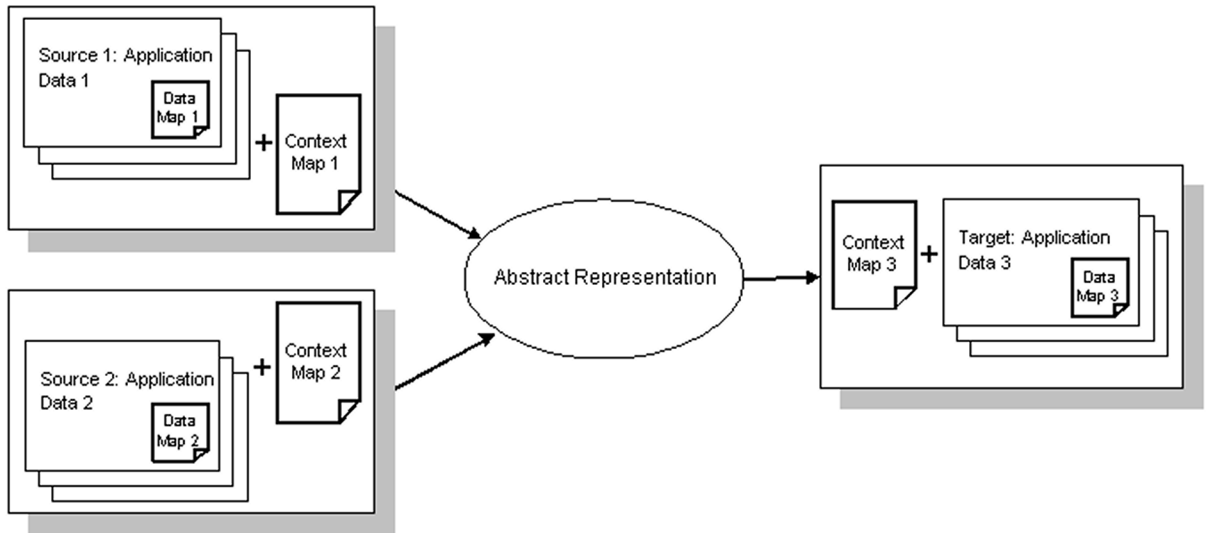 Source 1: Application
Data 1
Data
Map 1
+
Context
Map 1
Source 2: Application
Data 2
Data
Map 2
+
Context
Map 2
Abstract Representation
Context
Map 3
+
Target: Application
Data 3
Data
Map 3